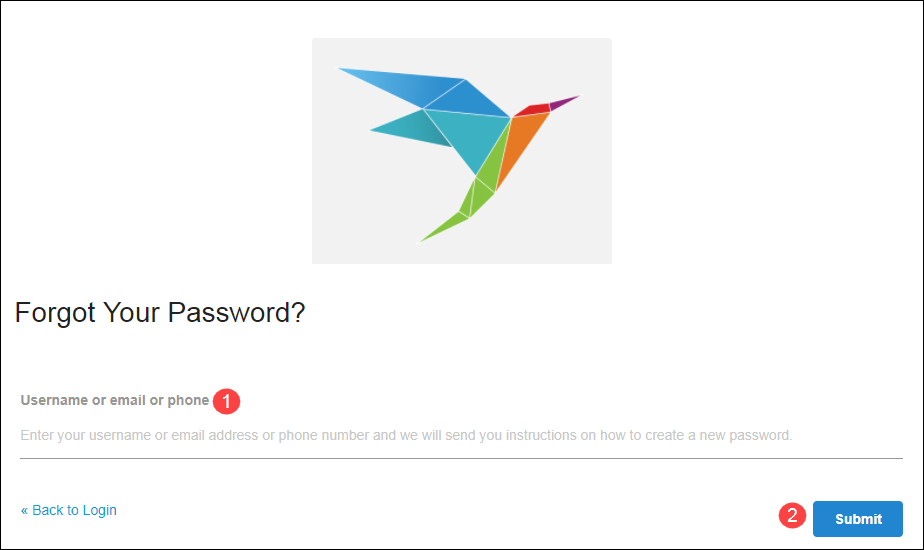 Forgot Your Password?
Username or email or phone 1
Enter your username or email address or phone number and we will send you instructions on how to create a new password.
« Back to Login
2 Submit